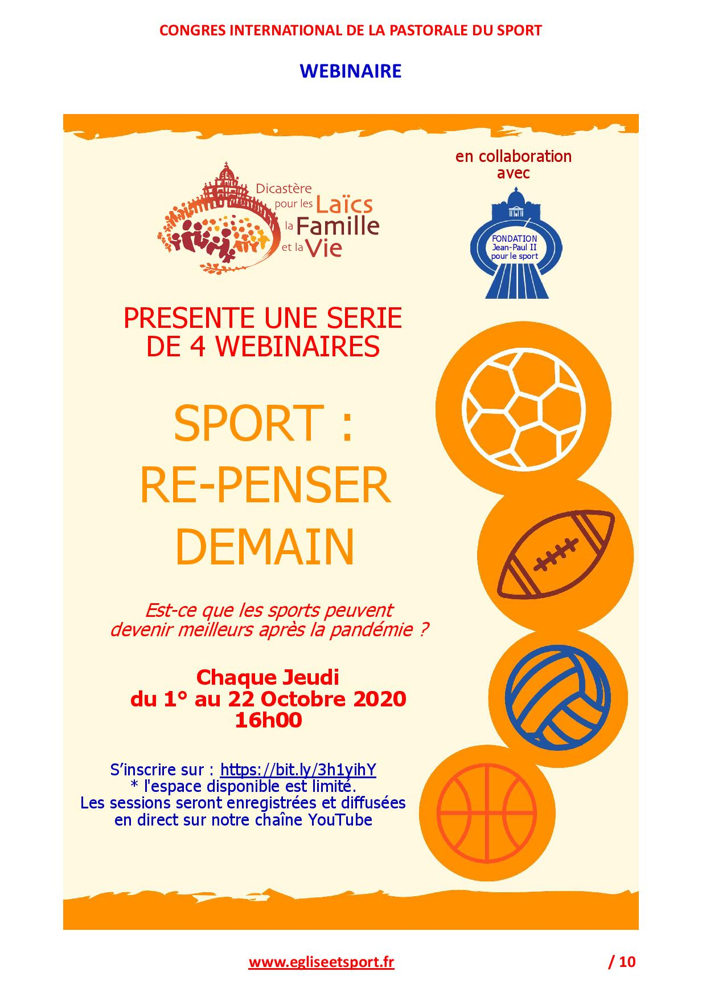 CONGRES INTERNATIONAL DE LA PASTORALE DU SPORT
WEBINAIRE
en collaboration
avec
Dicastère
pour les Laïcs
la Famille
et la Vie
FONDATION
Jean-Paul II
pour le sport
PRESENTE UNE SERIE
DE 4 WEBINAIRES
SPORT :
RE-PENSER
DEMAIN
Est-ce que les sports peuvent
devenir meilleurs après la pandémie ?
Chaque Jeudi
du 1° au 22 Octobre 2020
16h00
S’inscrire sur : https://bit.ly/3h1yihY
* l'espace disponible est limité.
Les sessions seront enregistrées et diffusées
en direct sur notre chaîne YouTube
www.egliseetsport.fr
/ 10